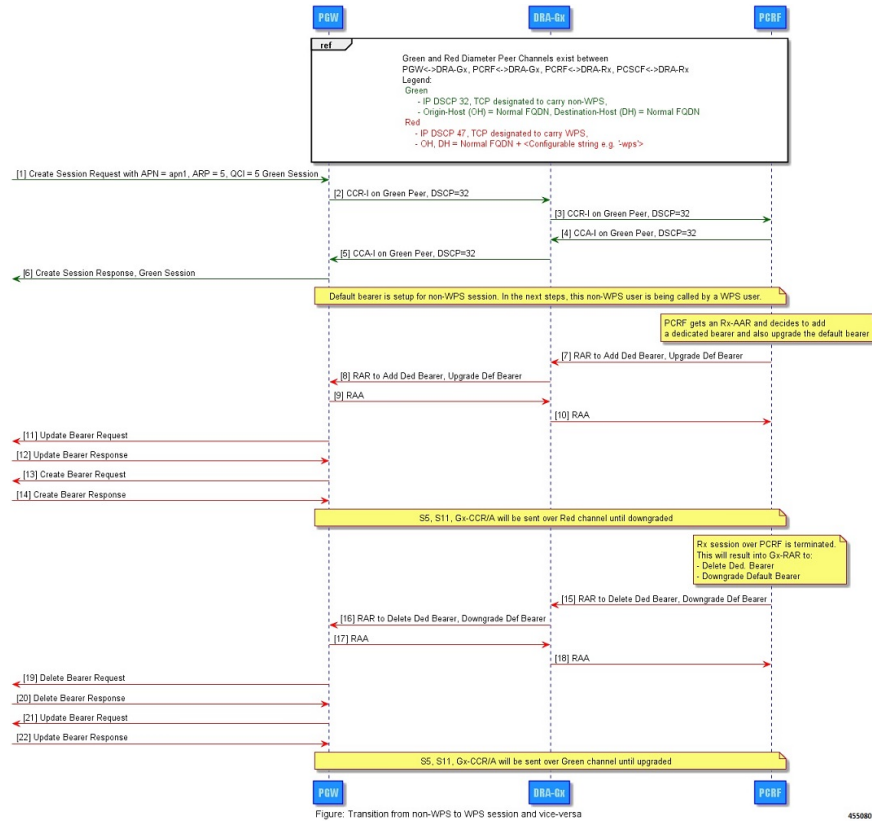 PGW
DRA-Gx
PCRF
ref
Green and Red Diameter Peer Channels exist between
PGW<->DRA-Gx, PCRF<->DRA-Gx, PCRF<->DRA-Rx, PCSCF<->DRA-Rx
Legend:
Green
- IP DSCP 32, TCP designated to carry non-WPS,
- Origin-Host (OH) = Normal FQDN, Destination-Host (DH) = Normal FQDN
Red
- IP DSCP 47, TCP designated to carry WPS,
- OH, DH = Normal FQDN + <Configurable string e.g. '-wps'>
[1] Create Session Request with APN = apn1, ARP = 5, QCI = 5 Green Session
[2] CCR-I on Green Peer, DSCP=32
[3] CCR-I on Green Peer, DSCP=32
[4] CCA-I on Green Peer, DSCP=32
[5] CCA-I on Green Peer, DSCP=32
[6] Create Session Response, Green Session
Default bearer is setup for non-WPS session. In the next steps, this non-WPS user is being called by a WPS user.
PCRF gets an Rx-AAR and decides to add
a dedicated bearer and also upgrade the default bearer
[7] RAR to Add Ded Bearer, Upgrade Def Bearer
[8] RAR to Add Ded Bearer, Upgrade Def Bearer
[9] RAA
[10] RAA
[11] Update Bearer Request
[12] Update Bearer Response
[13] Create Bearer Request
[14] Create Bearer Response
S5, S11, Gx-CCR/A will be sent over Red channel until downgraded
Rx session over PCRF is terminated.
This will result into Gx-RAR to:
- Delete Ded. Bearer
- Downgrade Default Bearer
[15] RAR to Delete Ded Bearer, Downgrade Def Bearer
[16] RAR to Delete Ded Bearer, Downgrade Def Bearer
[17] RAA
[18] RAA
[19] Delete Bearer Request
[20] Delete Bearer Response
[21] Update Bearer Request
[22] Update Bearer Response
S5, S11, Gx-CCR/A will be sent over Green channel until upgraded
PGW
DRA-Gx
PCRF
Figure: Transition from non-WPS to WPS session and vice-versa
455080